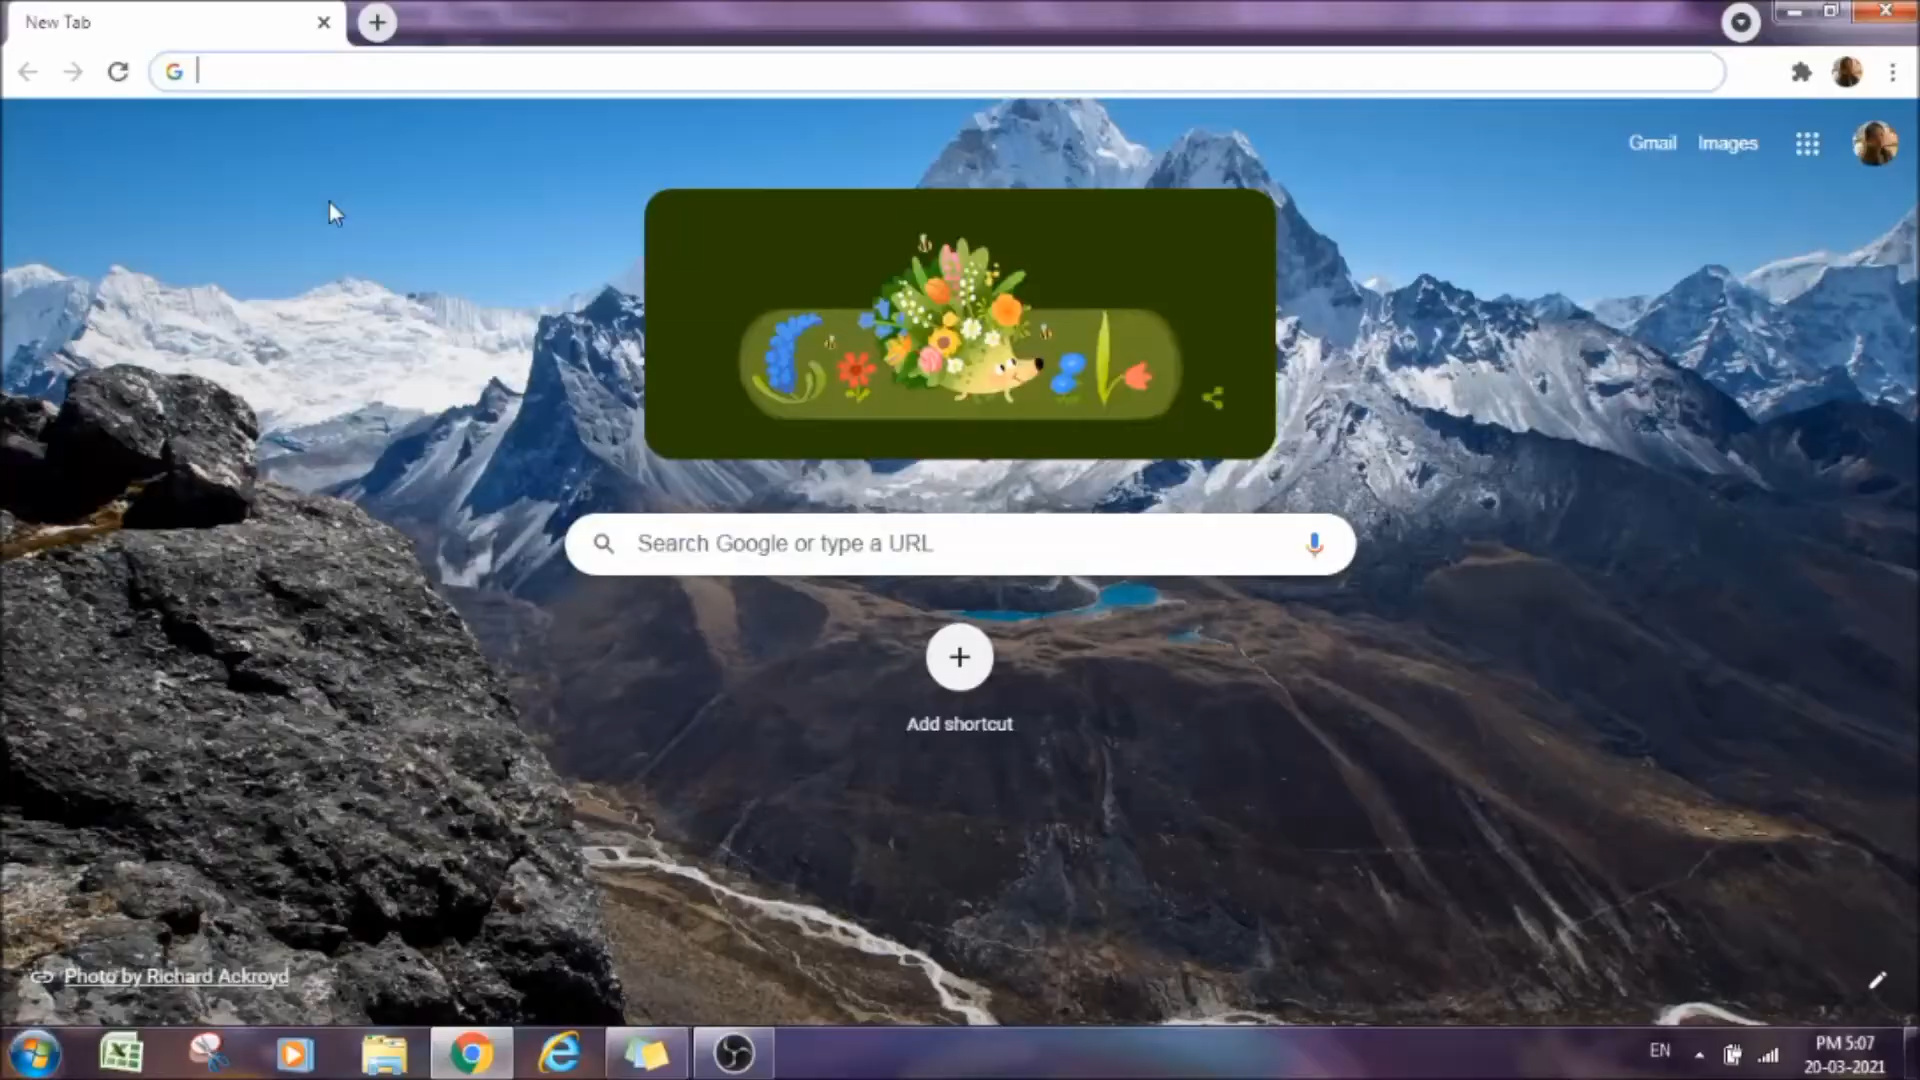 New Tab
Gmail Images
Search Google or type a URL
Add shortcut
Photo by Richard Ackroyd
EN
PM 5:07
20-03-2021